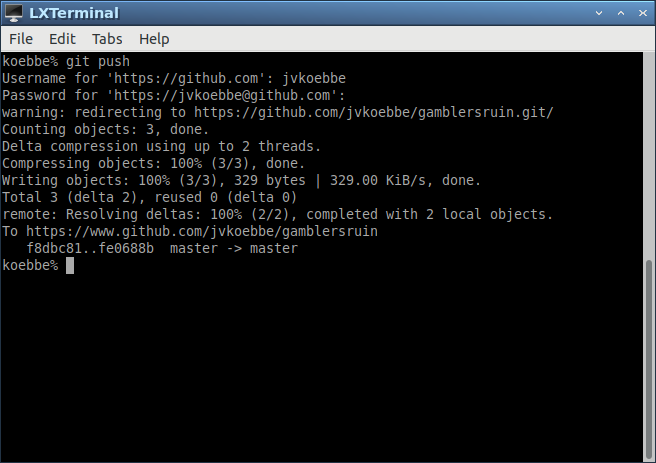 LXTerminal
File Edit Tabs Help
koebbe% git push
Username for 'https://github.com': jvkoebbe
Password for 'https://jvkoebbe@github.com':
warning: redirecting to https://github.com/jvkoebbe/gamblersruin.git/
Counting objects: 3, done.
Delta compression using up to 2 threads.
Compressing objects: 100% (3/3), done.
Writing objects: 100% (3/3), 329 bytes | 329.00 KiB/s, done.
Total 3 (delta 2), reused 0 (delta 0)
remote: Resolving deltas: 100% (2/2), completed with 2 local objects.
To https://www.github.com/jvkoebbe/gamblersruin
   f8dbc81..fe0688b  master -> master
koebbe%